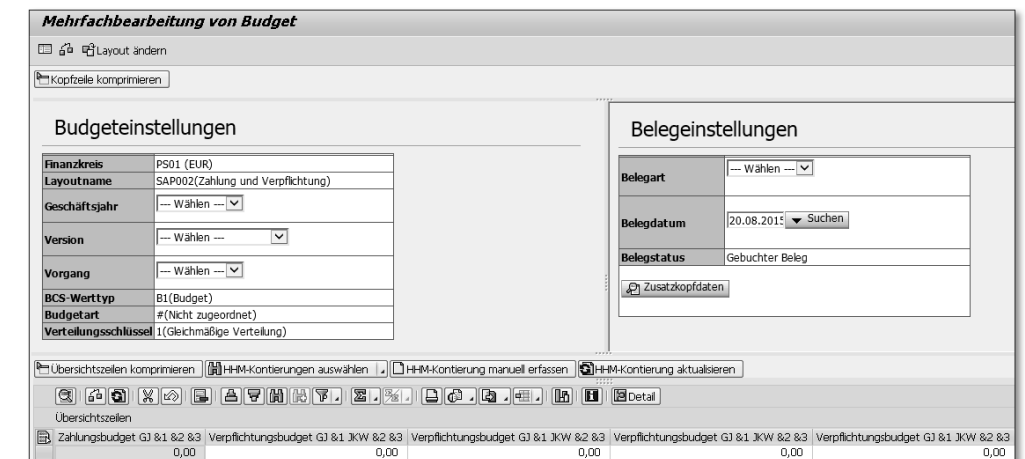 Mehrfachbearbeitung von Budget
Layout ändern
Kopfzeile komprimieren
Budgeteinstellungen
Finanzkreis PS01 (EUR)
Layoutname SAP002(Zahlung und Verpflichtung)
Geschäftsjahr --- Wählen ---
Version --- Wählen ---
Vorgang --- Wählen ---
BCS-Werttyp B1(Budget)
Budgetart #(Nicht zugeordnet)
Verteilungsschlüssel 1(Gleichmäßige Verteilung)
Belegeinstellungen
Belegart --- Wählen ---
Belegdatum 20.08.2015 Suchen
Belegstatus Gebuchter Beleg
Zusatzkopfdaten
Übersichtszeilen komprimieren HHM-Kontierungen auswählen HHM-Kontierung manuell erfassen HHM-Kontierung aktualisieren
Detail
Übersichtszeilen
Zahlungsbudget GJ &1 &2 &3 Verpflichtungsbudget GJ &1 JKW &2 &3 Verpflichtungsbudget GJ &1 JKW &2 &3 Verpflichtungsbudget GJ &1 JKW &2 &3 Verpflichtungsbudget GJ &1 JKW &2 &3
0,00 0,00 0,00 0,00 0,00